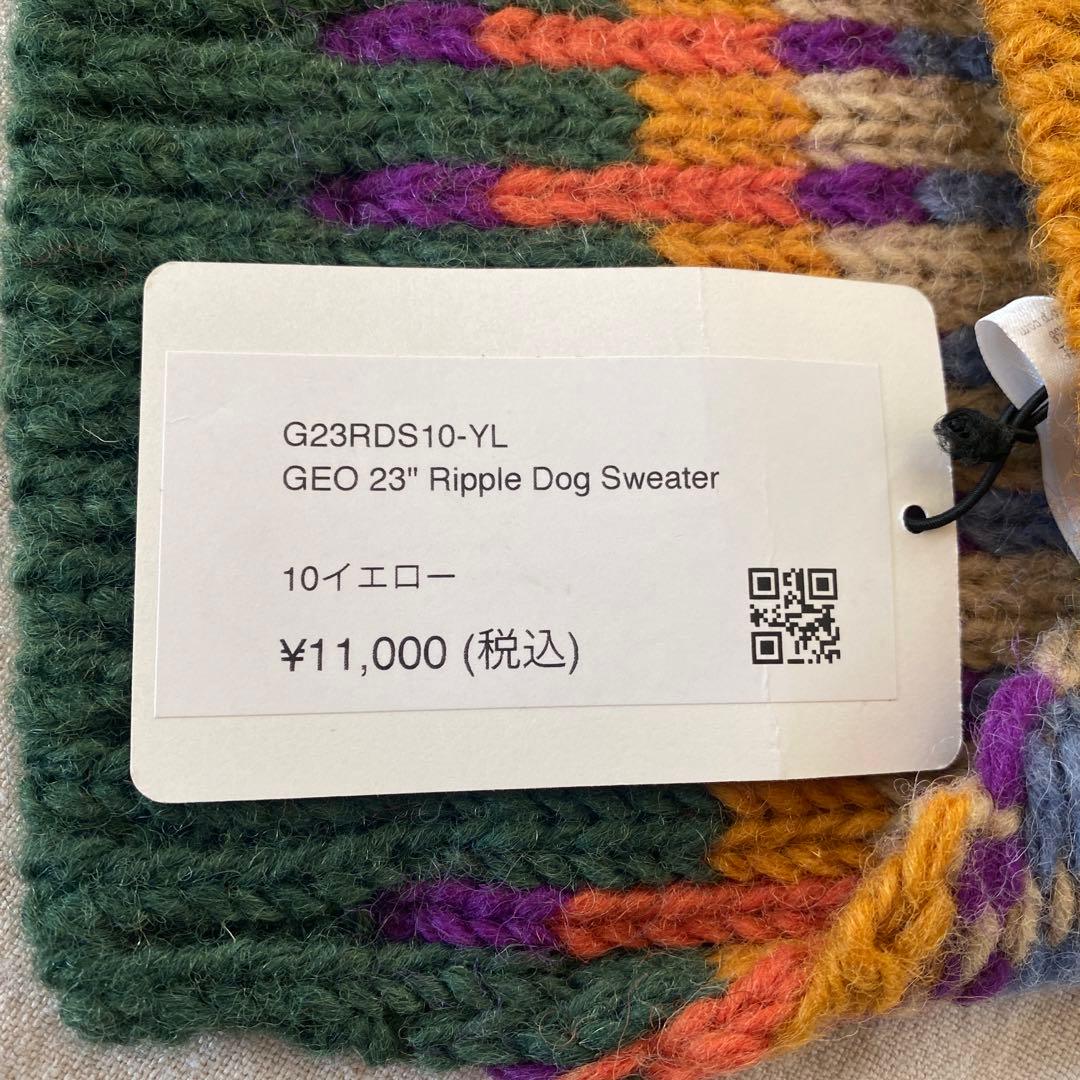 G23RDS10-YL
GEO 23" Ripple Dog Sweater
10イエロー
¥11,000 (税込)